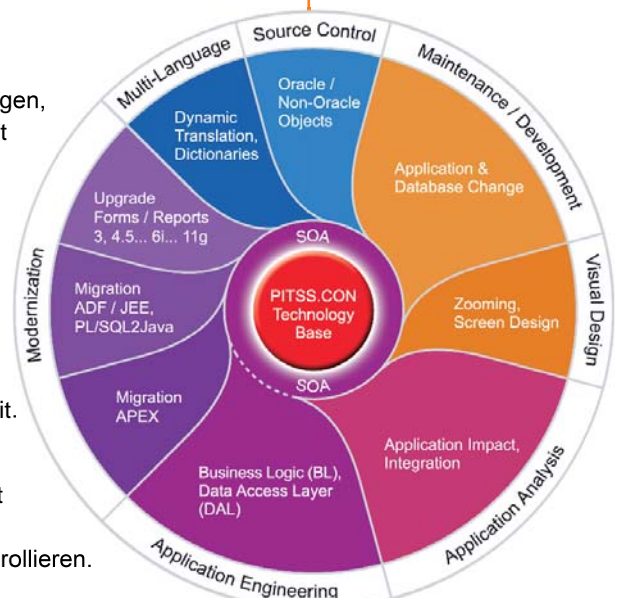 gen,
t
it.
t
rollieren.
Source Control
Maintenance / Development
Visual Design
Application Analysis
Application Engineering
Modernization
Multi-Language
Oracle /
Non-Oracle
Objects
Application &
Database Change
Zooming,
Screen Design
Application Impact,
Integration
Business Logic (BL),
Data Access Layer
(DAL)
Migration
APEX
Migration
ADF / JEE,
PL/SQL2Java
Upgrade
Forms / Reports
3, 4.5... 6i... 11g
Dynamic
Translation,
Dictionaries
SOA
PITSS.CON
Technology
Base
SOA